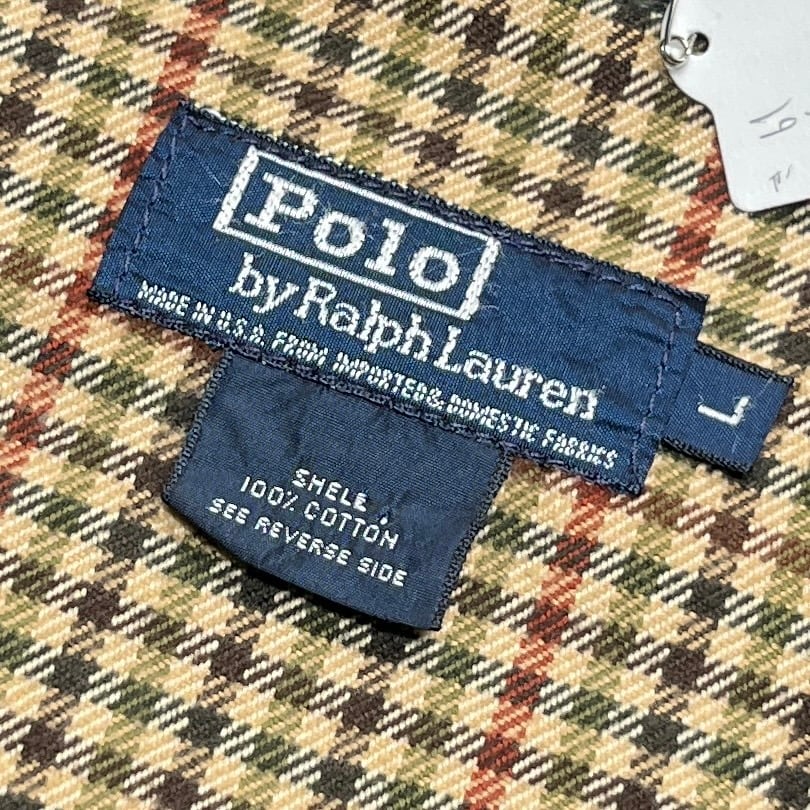 Polo
by Ralph Lauren
MADE IN U.S.A. FROM IMPORTED & DOMESTIC FABRICS
L
SHELL
100% COTTON
SEE REVERSE SIDE